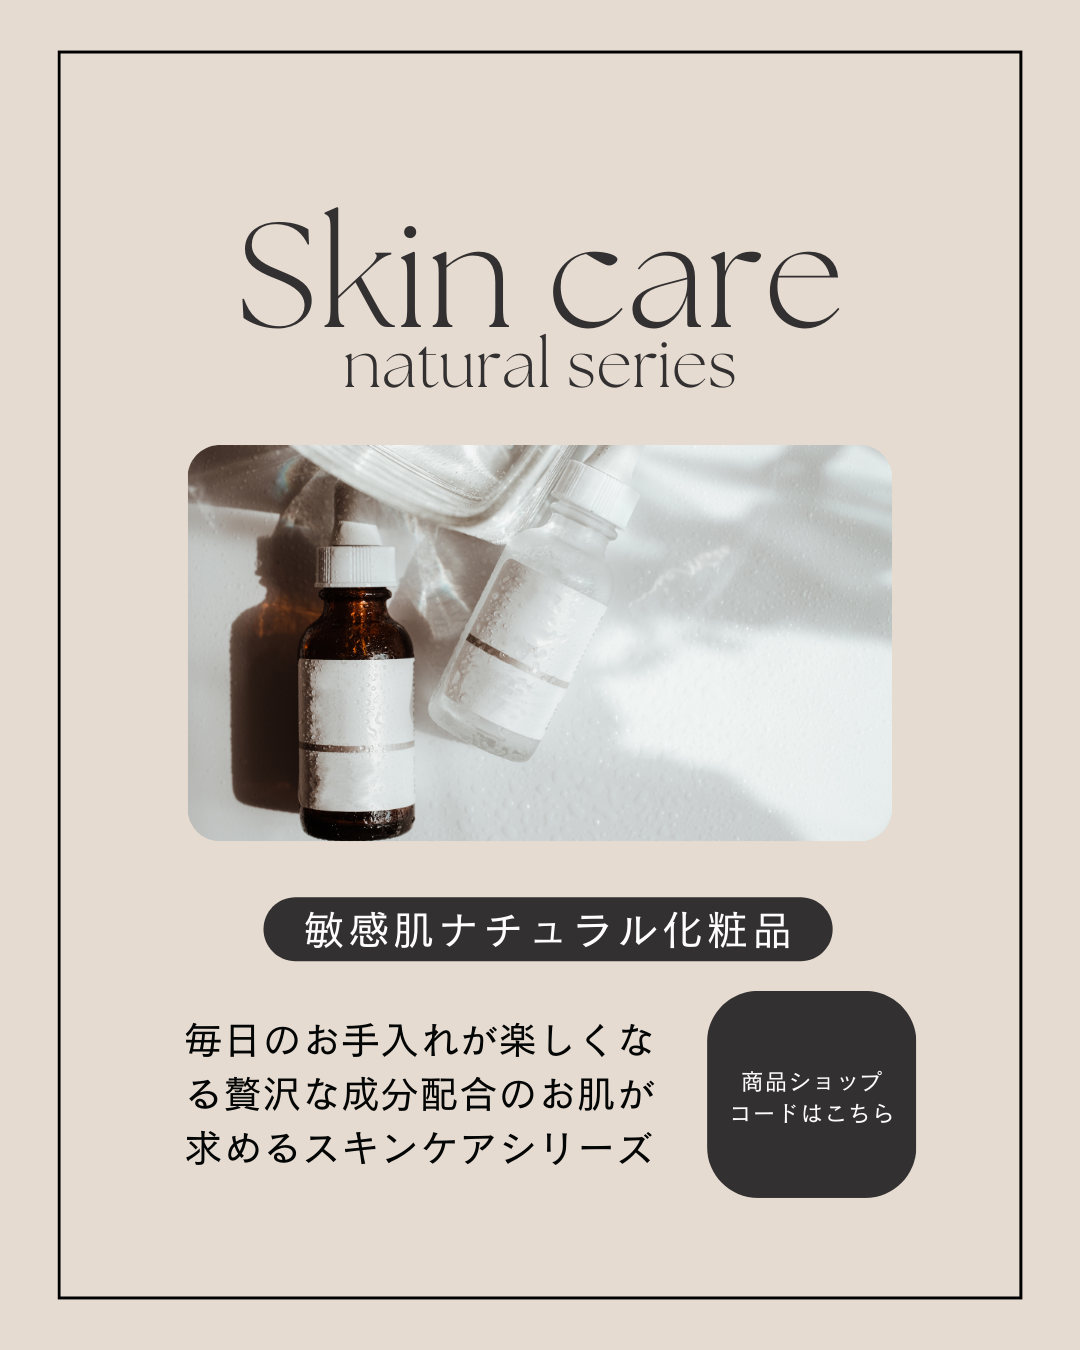 Skin care
natural series
敏感肌ナチュラル化粧品
毎日のお手入れが楽しくな
る贅沢な成分配合のお肌が
求めるスキンケアシリーズ
商品ショップ
コードはこちら